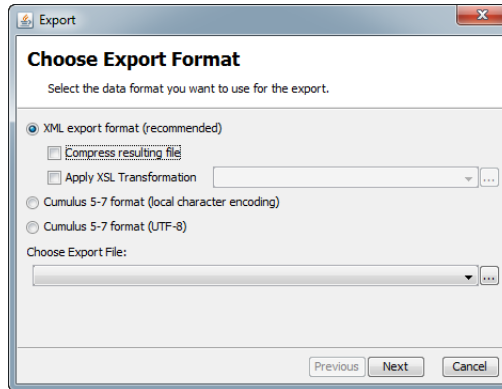 Export
Choose Export Format
Select the data format you want to use for the export.
XML export format (recommended)
Compress resulting file
Apply XSL Transformation
...
Cumulus 5-7 format (local character encoding)
Cumulus 5-7 format (UTF-8)
Choose Export File:
...
Previous Next Cancel